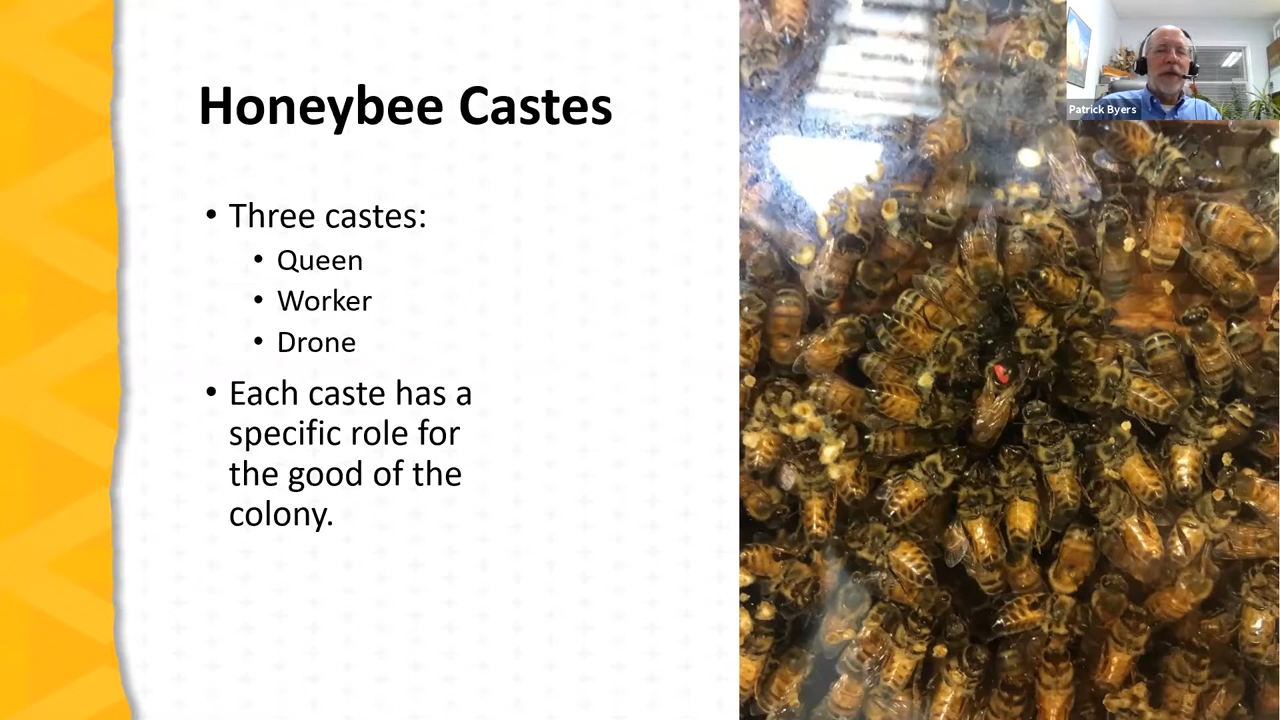 Honeybee Castes
• Three castes:
• Queen
• Worker
• Drone
• Each caste has a
specific role for
the good of the
colony.
Patrick Byers